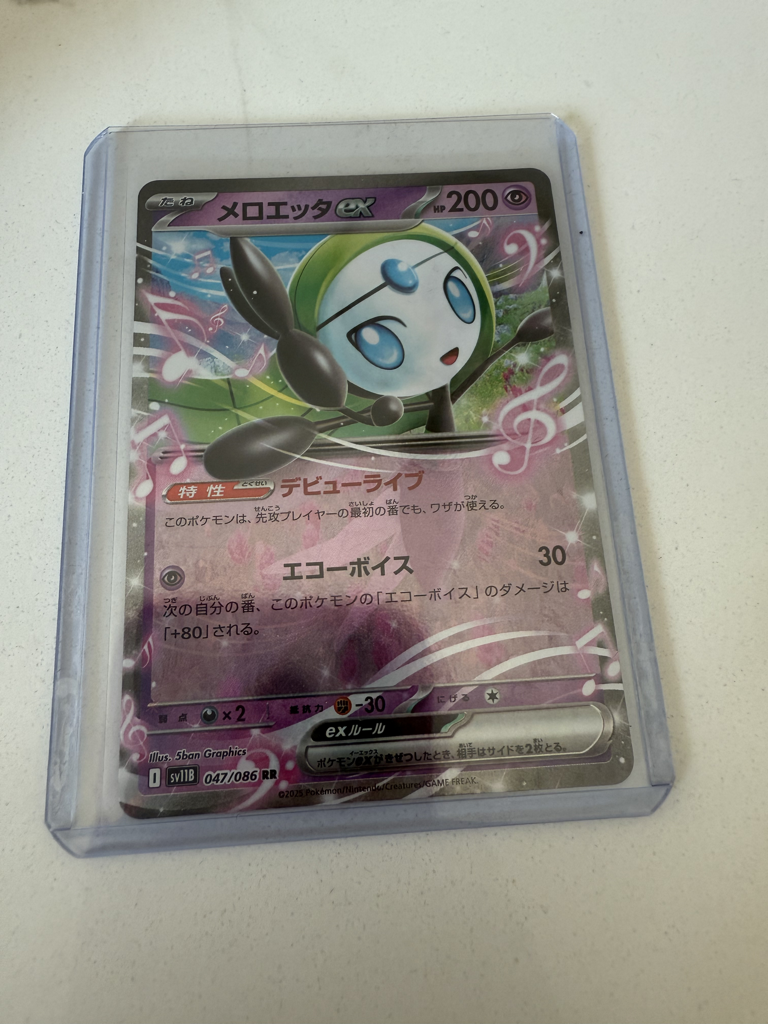 たね メロエッタex HP200
特性 とくせい デビューライブ
このポケモンは、先攻プレイヤーの最初の番でも、ワザが使える。
エコーボイス 30
次の自分の番、このポケモンの「エコーボイス」のダメージは
「+80」される。
弱点 ×2 抵抗力 -30 にげる
exルール
ポケモンexがきぜつしたとき、相手はサイドを2枚とる。
Illus. 5ban Graphics
I sv11B 047/086 RR
©2025 Pokémon/Nintendo/Creatures/GAME FREAK.